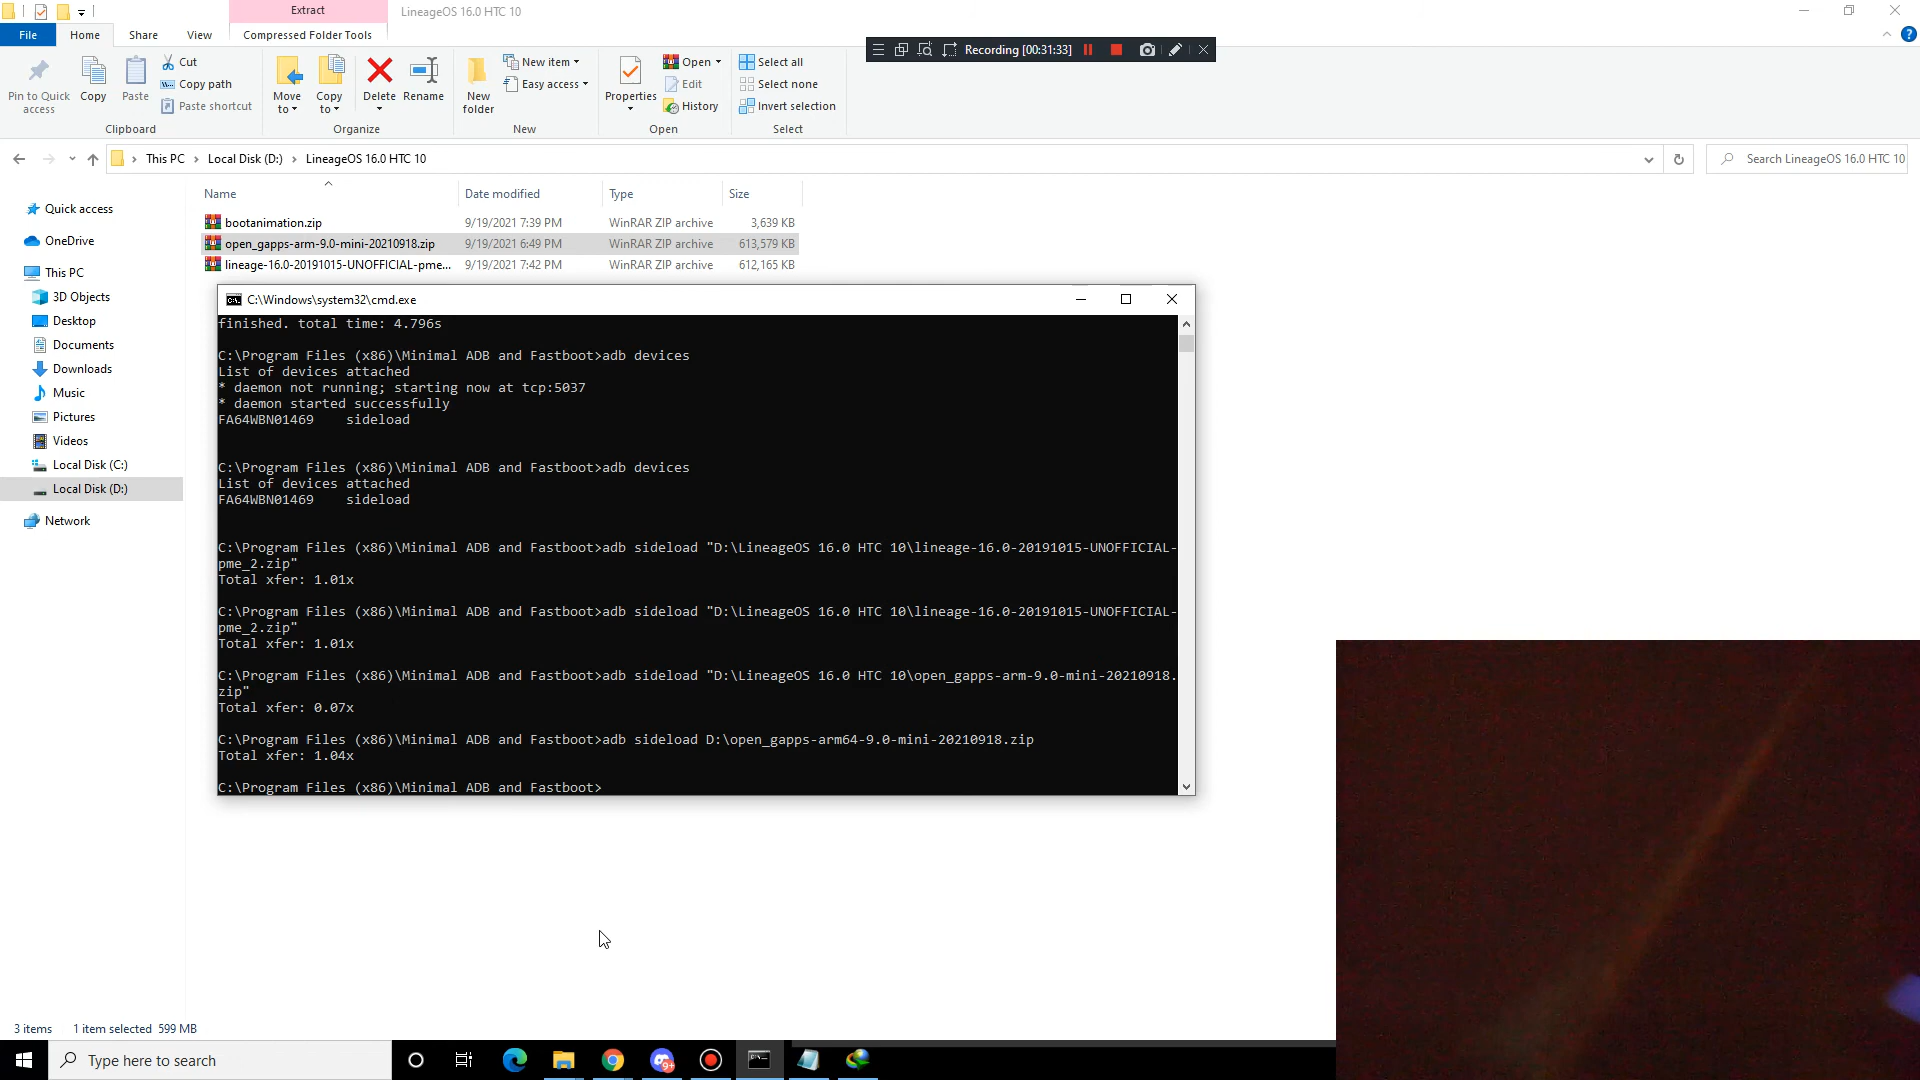 Extract
LineageOS 16.0 HTC 10
File
Home
Share
View
Compressed Folder Tools
Recording [00:31:33]
Pin to Quick access
Copy
Paste
Cut
Copy path
Paste shortcut
Clipboard
Move to
Copy to
Delete
Rename
Organize
New folder
New item
Easy access
New
Properties
Open
Edit
History
Open
Select all
Select none
Invert selection
Select
This PC
Local Disk (D:)
LineageOS 16.0 HTC 10
Search LineageOS 16.0 HTC 10
Name
Date modified
Type
Size
bootanimation.zip 9/19/2021 7:39 PM WinRAR ZIP archive 3,639 KB
open_gapps-arm-9.0-mini-20210918.zip 9/19/2021 6:49 PM WinRAR ZIP archive 613,579 KB
lineage-16.0-20191015-UNOFFICIAL-pme... 9/19/2021 7:42 PM WinRAR ZIP archive 612,165 KB
Quick access
OneDrive
This PC
3D Objects
Desktop
Documents
Downloads
Music
Pictures
Videos
Local Disk (C:)
Local Disk (D:)
Network
C:\Windows\system32\cmd.exe
finished. total time: 4.796s
C:\Program Files (x86)\Minimal ADB and Fastboot>adb devices
List of devices attached
* daemon not running; starting now at tcp:5037
* daemon started successfully
FA64WBN01469 sideload
C:\Program Files (x86)\Minimal ADB and Fastboot>adb devices
List of devices attached
FA64WBN01469 sideload
C:\Program Files (x86)\Minimal ADB and Fastboot>adb sideload "D:\LineageOS 16.0 HTC 10\lineage-16.0-20191015-UNOFFICIAL-
pme_2.zip"
Total xfer: 1.01x
C:\Program Files (x86)\Minimal ADB and Fastboot>adb sideload "D:\LineageOS 16.0 HTC 10\lineage-16.0-20191015-UNOFFICIAL-
pme_2.zip"
Total xfer: 1.01x
C:\Program Files (x86)\Minimal ADB and Fastboot>adb sideload "D:\LineageOS 16.0 HTC 10\open_gapps-arm-9.0-mini-20210918.
zip"
Total xfer: 0.07x
C:\Program Files (x86)\Minimal ADB and Fastboot>adb sideload D:\open_gapps-arm64-9.0-mini-20210918.zip
Total xfer: 1.04x
C:\Program Files (x86)\Minimal ADB and Fastboot>
3 items
1 item selected 599 MB
Type here to search
9+